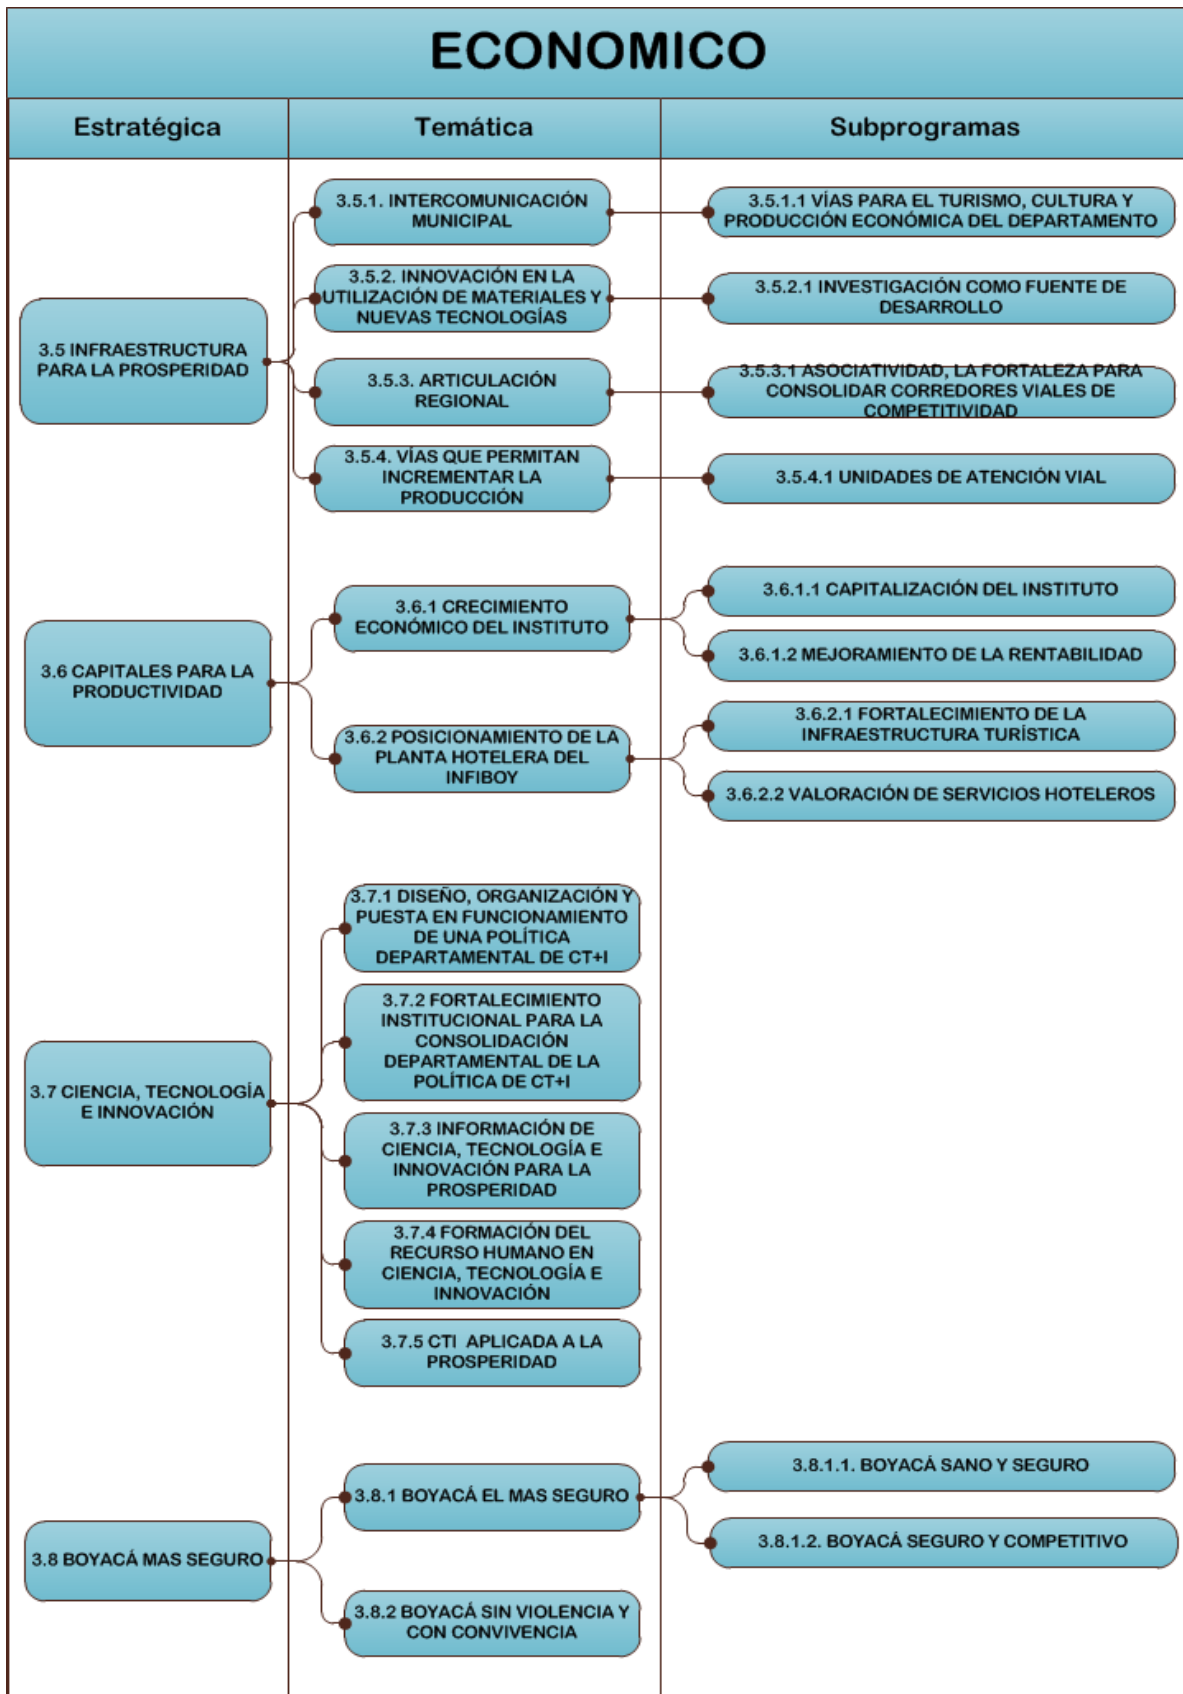 ECONOMICO
Estratégica
Temática
Subprogramas
3.5 INFRAESTRUCTURA
PARA LA PROSPERIDAD
3.5.1. INTERCOMUNICACIÓN
MUNICIPAL
3.5.1.1 VÍAS PARA EL TURISMO, CULTURA Y
PRODUCCIÓN ECONÓMICA DEL DEPARTAMENTO
3.5.2. INNOVACIÓN EN LA
UTILIZACIÓN DE MATERIALES Y
NUEVAS TECNOLOGÍAS
3.5.2.1 INVESTIGACIÓN COMO FUENTE DE
DESARROLLO
3.5.3. ARTICULACIÓN
REGIONAL
3.5.3.1 ASOCIATIVIDAD, LA FORTALEZA PARA
CONSOLIDAR CORREDORES VIALES DE
COMPETITIVIDAD
3.5.4. VÍAS QUE PERMITAN
INCREMENTAR LA
PRODUCCIÓN
3.5.4.1 UNIDADES DE ATENCIÓN VIAL
3.6 CAPITALES PARA LA
PRODUCTIVIDAD
3.6.1 CRECIMIENTO
ECONÓMICO DEL INSTITUTO
3.6.1.1 CAPITALIZACIÓN DEL INSTITUTO
3.6.1.2 MEJORAMIENTO DE LA RENTABILIDAD
3.6.2 POSICIONAMIENTO DE LA
PLANTA HOTELERA DEL
INFIBOY
3.6.2.1 FORTALECIMIENTO DE LA
INFRAESTRUCTURA TURÍSTICA
3.6.2.2 VALORACIÓN DE SERVICIOS HOTELEROS
3.7 CIENCIA, TECNOLOGÍA
E INNOVACIÓN
3.7.1 DISEÑO, ORGANIZACIÓN Y
PUESTA EN FUNCIONAMIENTO
DE UNA POLÍTICA
DEPARTAMENTAL DE CT+I
3.7.2 FORTALECIMIENTO
INSTITUCIONAL PARA LA
CONSOLIDACIÓN
DEPARTAMENTAL DE LA
POLÍTICA DE CT+I
3.7.3 INFORMACIÓN DE
CIENCIA, TECNOLOGÍA E
INNOVACIÓN PARA LA
PROSPERIDAD
3.7.4 FORMACIÓN DEL
RECURSO HUMANO EN
CIENCIA, TECNOLOGÍA E
INNOVACIÓN
3.7.5 CTI APLICADA A LA
PROSPERIDAD
3.8 BOYACÁ MAS SEGURO
3.8.1 BOYACÁ EL MAS SEGURO
3.8.1.1. BOYACÁ SANO Y SEGURO
3.8.1.2. BOYACÁ SEGURO Y COMPETITIVO
3.8.2 BOYACÁ SIN VIOLENCIA Y
CON CONVIVENCIA